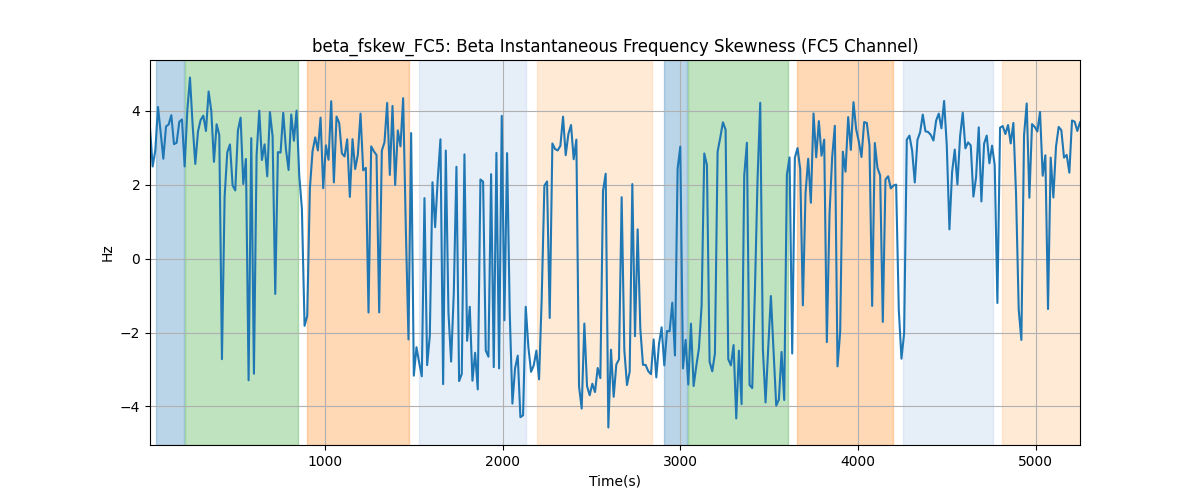 beta_fskew_FC5: Beta Instantaneous Frequency Skewness (FC5 Channel)
Hz
4
2
0
−2
−4
1000 2000 3000 4000 5000
Time(s)